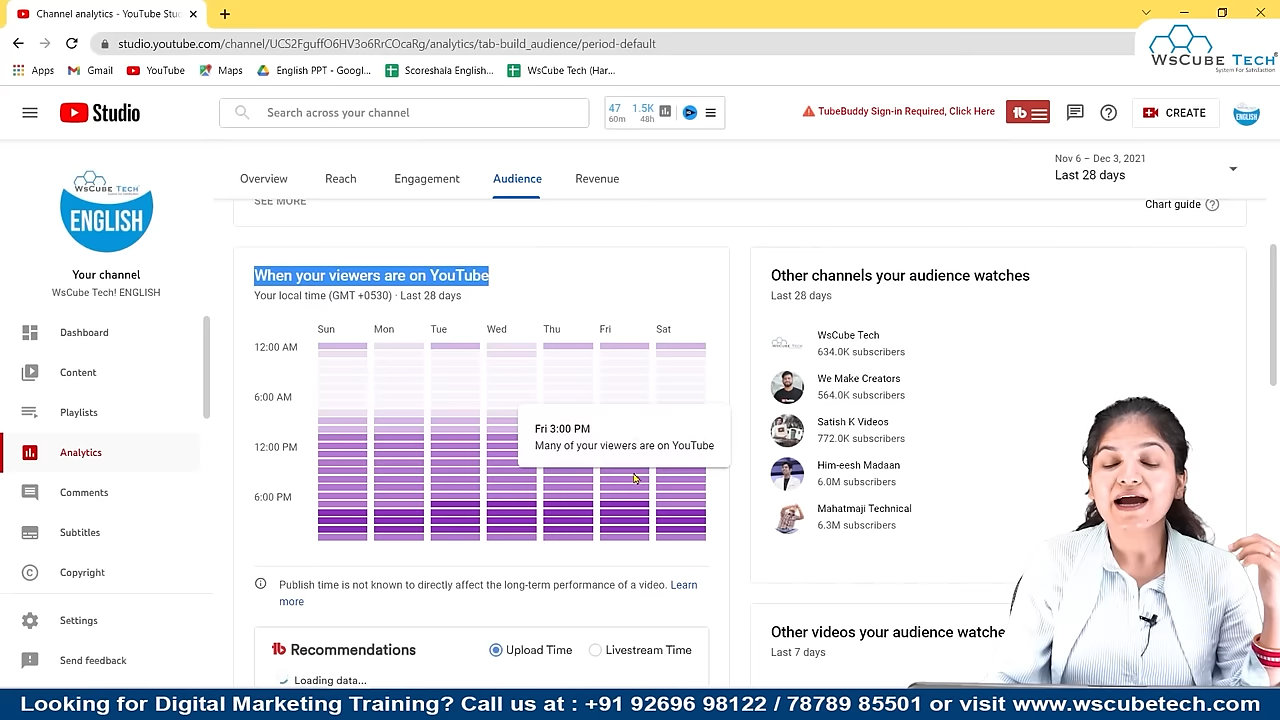 Channel analytics - YouTube Stu
studio.youtube.com/channel/UCS2FguffO6HV3o6RrCOcaRg/analytics/tab-build_audience/period-default
Apps
Gmail
YouTube
Maps
English PPT - Googl...
Scoreshala English...
WsCube Tech (Har...
WSCUBE TECH
System For Satisfaction
Studio
Search across your channel
47
60m
1.5K
48h
TubeBuddy Sign-in Required, Click Here
tb
CREATE
ENGLISH
WSCUBE TECH
ENGLISH
Your channel
WsCube Tech! ENGLISH
Dashboard
Content
Playlists
Analytics
Comments
Subtitles
Copyright
Settings
Send feedback
Overview
Reach
Engagement
Audience
Revenue
Nov 6 – Dec 3, 2021
Last 28 days
SEE MORE
Chart guide
When your viewers are on YouTube
Your local time (GMT +0530) · Last 28 days
Sun Mon Tue Wed Thu Fri Sat
12:00 AM
6:00 AM
12:00 PM
6:00 PM
Fri 3:00 PM
Many of your viewers are on YouTube
Publish time is not known to directly affect the long-term performance of a video. Learn
more
tb Recommendations
Upload Time
Livestream Time
Loading data...
Other channels your audience watches
Last 28 days
WsCube Tech
634.0K subscribers
We Make Creators
564.0K subscribers
Satish K Videos
772.0K subscribers
Him-eesh Madaan
6.0M subscribers
Mahatmaji Technical
6.3M subscribers
Other videos your audience watche
Last 7 days
Looking for Digital Marketing Training? Call us at : +91 92696 98122 / 78789 85501 or visit www.wscubetech.com